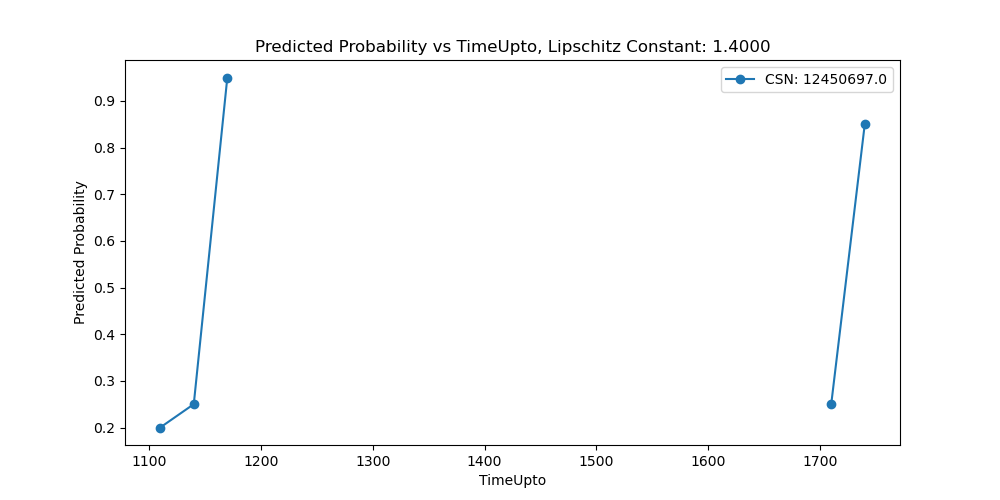 Predicted Probability vs TimeUpto, Lipschitz Constant: 1.4000
CSN: 12450697.0
Predicted Probability
0.9
0.8
0.7
0.6
0.5
0.4
0.3
0.2
1100 1200 1300 1400 1500 1600 1700
TimeUpto